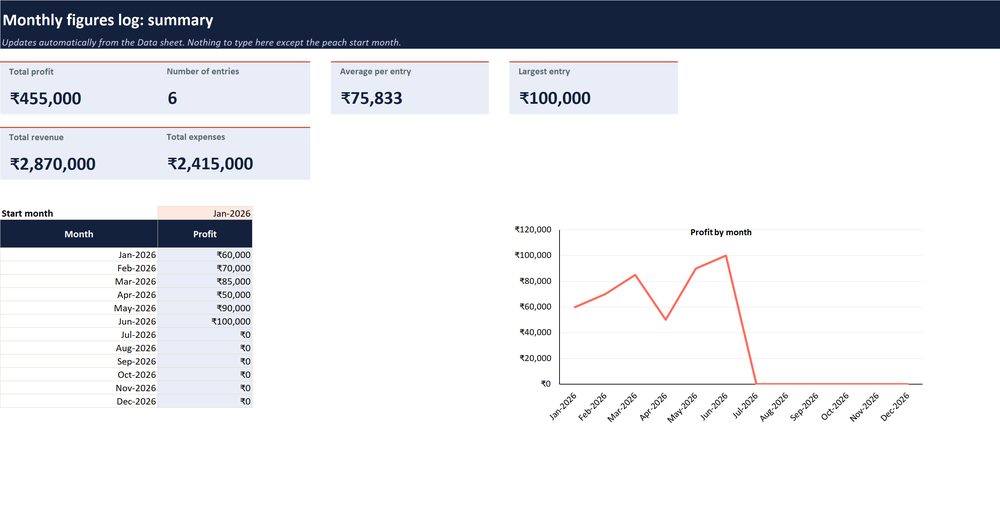 Monthly figures log: summary
Updates automatically from the Data sheet. Nothing to type here except the peach start month.
Total profit Number of entries Average per entry Largest entry
₹455,000 6 ₹75,833 ₹100,000
Total revenue Total expenses
₹2,870,000 ₹2,415,000
Start month Jan-2026
Month Profit
Jan-2026 ₹60,000
Feb-2026 ₹70,000
Mar-2026 ₹85,000
Apr-2026 ₹50,000
May-2026 ₹90,000
Jun-2026 ₹100,000
Jul-2026 ₹0
Aug-2026 ₹0
Sep-2026 ₹0
Oct-2026 ₹0
Nov-2026 ₹0
Dec-2026 ₹0
Profit by month
₹120,000
₹100,000
₹80,000
₹60,000
₹40,000
₹20,000
₹0
Jan-2026 Feb-2026 Mar-2026 Apr-2026 May-2026 Jun-2026 Jul-2026 Aug-2026 Sep-2026 Oct-2026 Nov-2026 Dec-2026